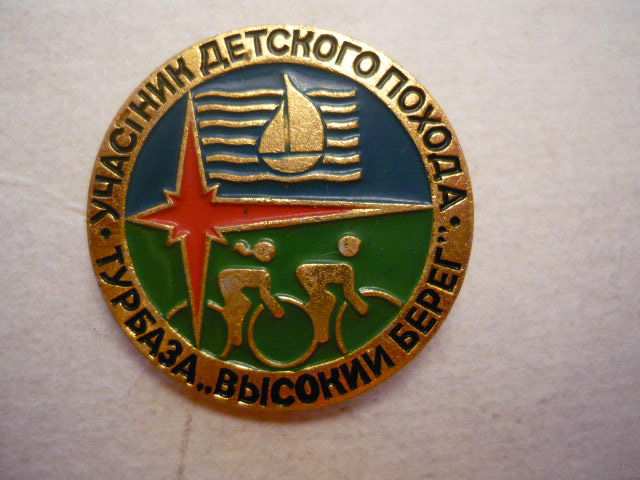 УЧАСТНИК ДЕТСКОГО ПОХОДА
ТУРБАЗА „ВЫСОКИЙ БЕРЕГ"